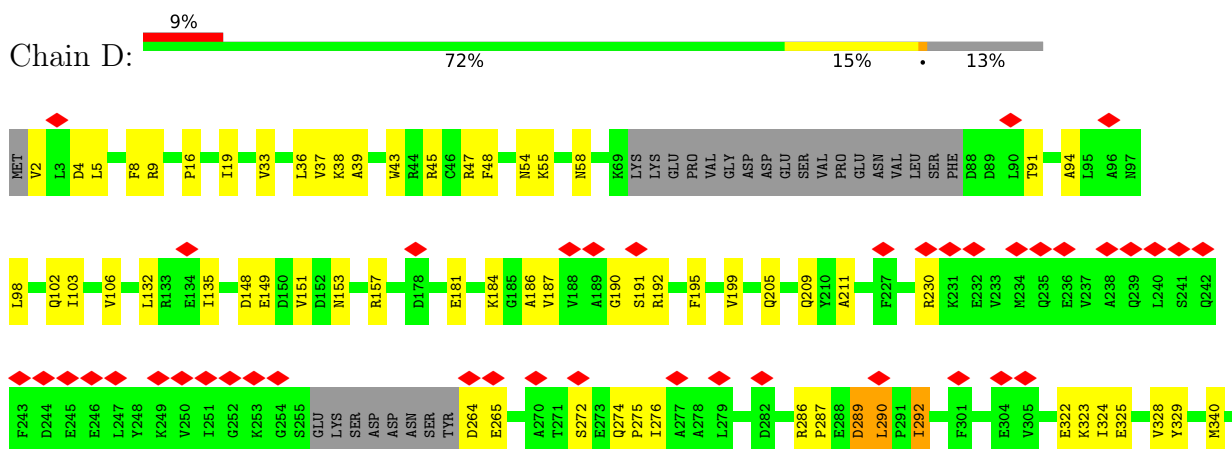 9%
Chain D:
72% 15% • 13%
MET V2 L3 D4 L5 F8 R9 P16 I19 V33 L36 V37 K38 A39 W43 R44 R45 C46 R47 F48 N54 K55 N58 K69 LYS LYS GLU PRO VAL GLY ASP ASP GLU SER VAL PRO GLU ASN VAL LEU SER PHE D88 D89 L90 T91 A94 L95 A96 N97
L98 Q102 I103 V106 L132 R133 E134 I135 D148 E149 D150 V151 D152 N153 R157 D178 E181 K184 G185 A186 V187 V188 A189 G190 S191 R192 F195 V199 Q205 Q209 Y210 A211 F227 R230 K231 E232 V233 M234 Q235 E236 V237 A238 Q239 L240 S241 Q242
F243 D244 E245 E246 L247 Y248 K249 V250 I251 G252 K253 G254 S255 GLU LYS SER ASP ASP ASN SER TYR D264 E265 A270 T271 S272 E273 Q274 P275 I276 A277 A278 L279 D282 R286 P287 E288 D289 L290 P291 I292 F301 E304 V305 E322 K323 I324 E325 V328 Y329 M340